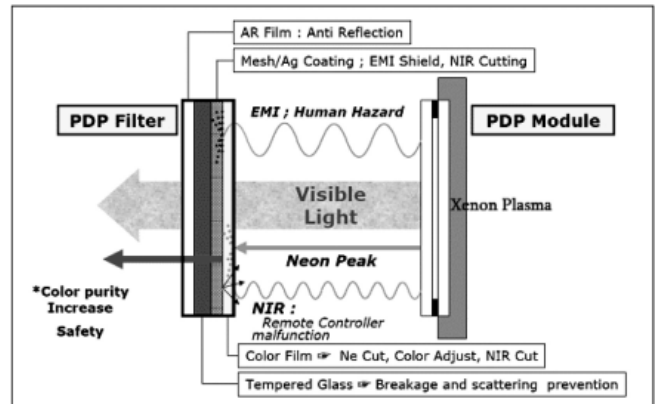 AR Film : Anti Reflection
Mesh/Ag Coating ; EMI Shield, NIR Cutting
PDP Filter
EMI ; Human Hazard
PDP Module
Visible
Light
Xenon Plasma
Neon Peak
*Color purity
Increase
Safety
NIR :
Remote Controller
malfunction
Color Film ☞ Ne Cut, Color Adjust, NIR Cut
Tempered Glass ☞ Breakage and scattering prevention